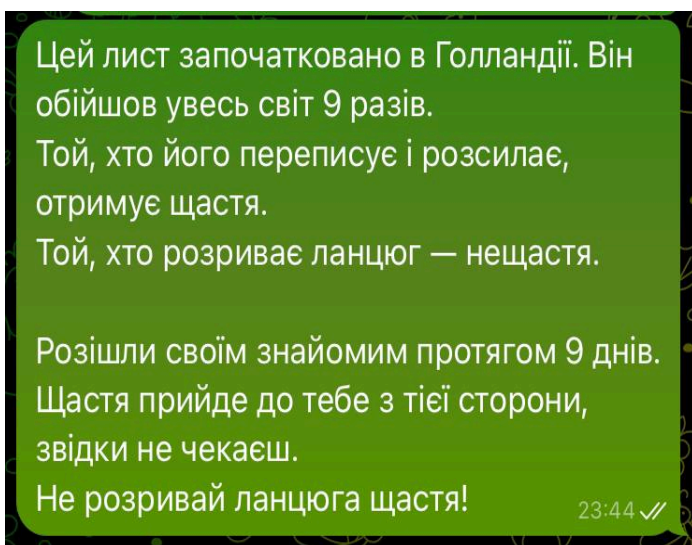 Цей лист започатковано в Голландії. Він
обійшов увесь світ 9 разів.
Той, хто його переписує і розсилає,
отримує щастя.
Той, хто розриває ланцюг — нещастя.
Розішли своїм знайомим протягом 9 днів.
Щастя прийде до тебе з тієї сторони,
звідки не чекаєш.
Не розривай ланцюга щастя!
23:44